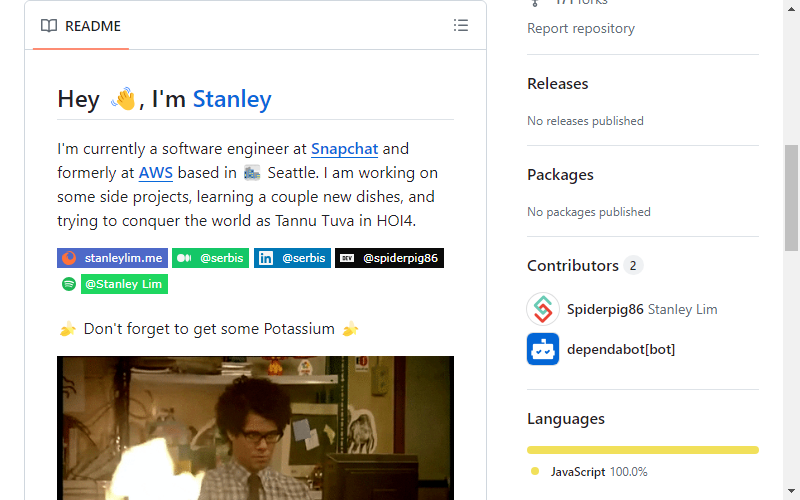 171 forks
README
Report repository
Releases
No releases published
Hey 👋, I'm Stanley
I'm currently a software engineer at Snapchat and
formerly at AWS based in 🌊 Seattle. I am working on
some side projects, learning a couple new dishes, and
trying to conquer the world as Tannu Tuva in HOI4.
stanleylim.me @serbis @serbis DEV @spiderpig86
@Stanley Lim
🍌 Don't forget to get some Potassium 🍌
Packages
No packages published
Contributors 2
Spiderpig86 Stanley Lim
dependabot[bot]
Languages
JavaScript 100.0%